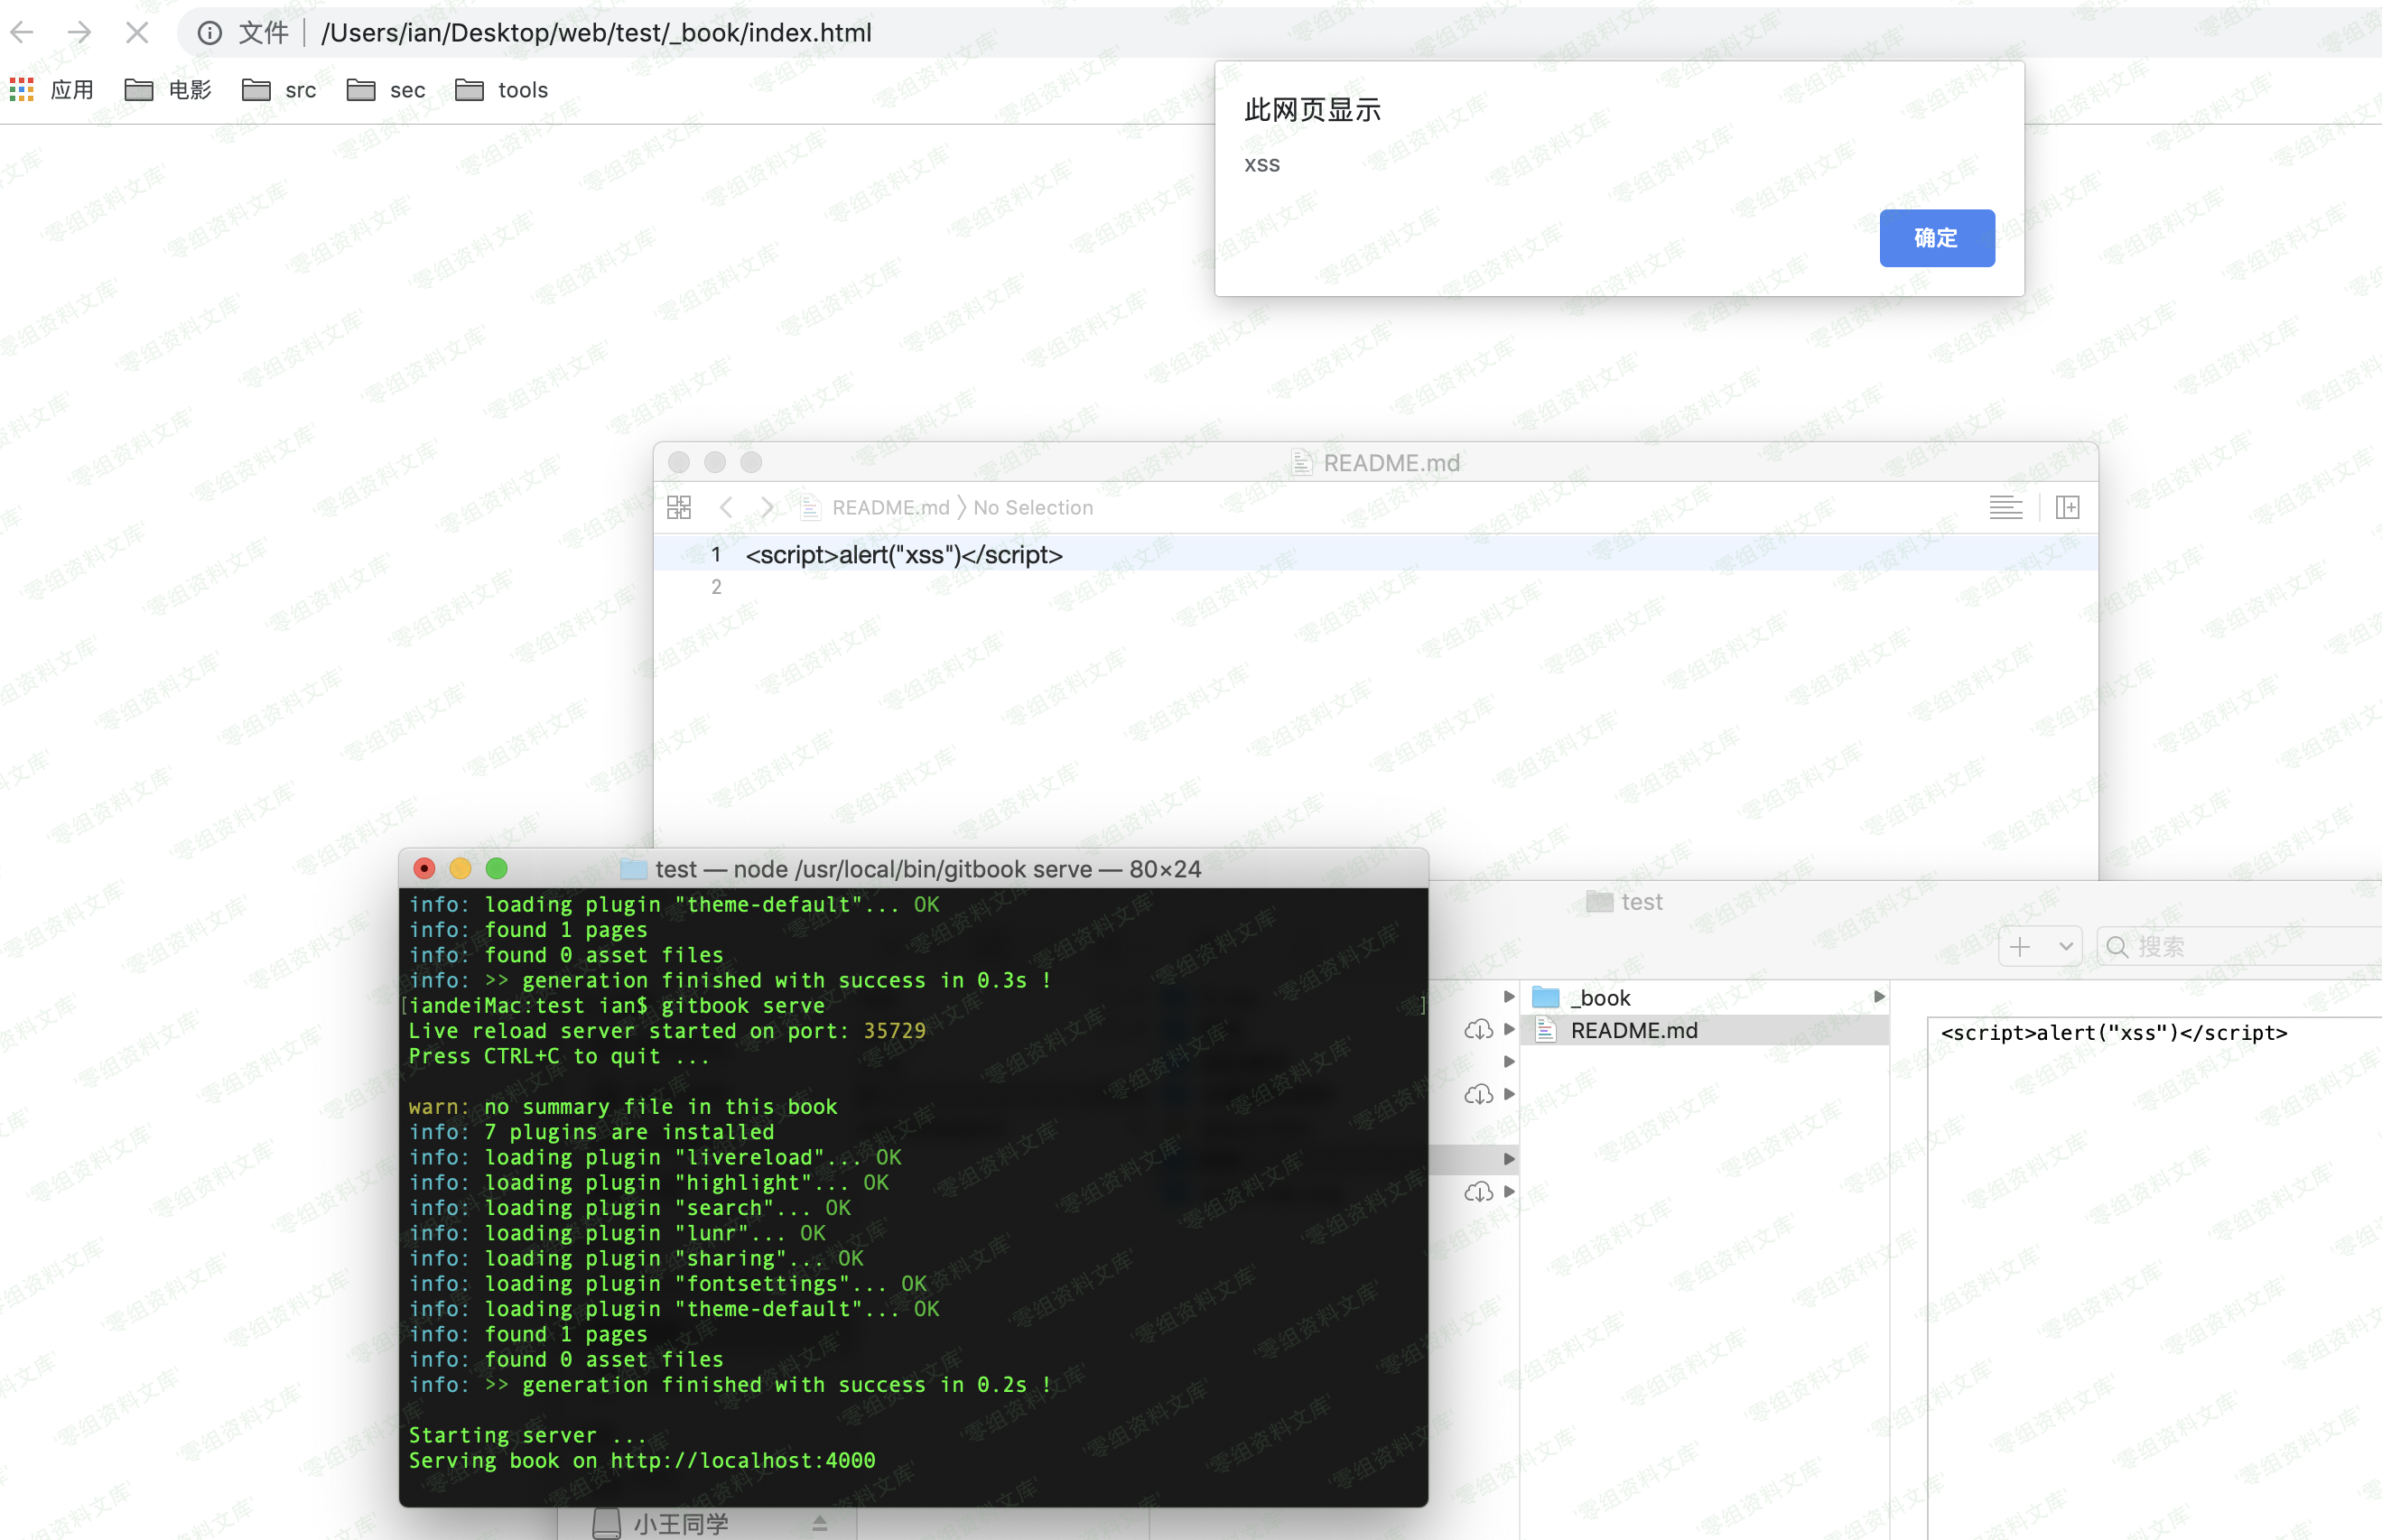 文件 /Users/ian/Desktop/web/test/_book/index.html
应用 电影 src sec tools
此网页显示
xss
确定
README.md
README.md No Selection
1 <script>alert("xss")</script>
2
test — node /usr/local/bin/gitbook serve — 80×24
info: loading plugin "theme-default"... OK
info: found 1 pages
info: found 0 asset files
info: >> generation finished with success in 0.3s !
[iandeiMac:test ian$ gitbook serve ]
Live reload server started on port: 35729
Press CTRL+C to quit ...
warn: no summary file in this book
info: 7 plugins are installed
info: loading plugin "livereload"... OK
info: loading plugin "highlight"... OK
info: loading plugin "search"... OK
info: loading plugin "lunr"... OK
info: loading plugin "sharing"... OK
info: loading plugin "fontsettings"... OK
info: loading plugin "theme-default"... OK
info: found 1 pages
info: found 0 asset files
info: >> generation finished with success in 0.2s !
Starting server ...
Serving book on http://localhost:4000
test
搜索
_book
README.md
<script>alert("xss")</script>
小王同学
'零组资料文库'